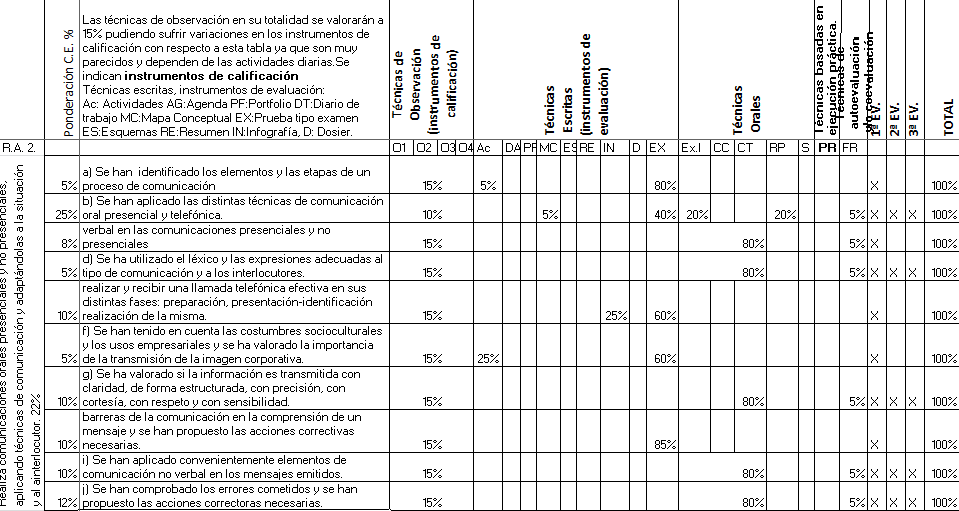 Ponderación C.E. %
Las técnicas de observación en su totalidad se valorarán a
15% pudiendo sufrir variaciones en los instrumentos de
calificación con respecto a esta tabla ya que son muy
parecidos y dependen de las actividades diarias.Se
indican instrumentos de calificación
Técnicas escritas, instrumentos de evaluación:
Ac: Actividades AG:Agenda PF:Portfolio DT:Diario de
trabajo MC:Mapa Conceptual EX:Prueba tipo examen
ES:Esquemas RE:Resumen IN:Infografía, D: Dosier.
Técnicas de
Observación
(instrumentos de
calificación)
Técnicas
Escritas
(instrumentos de
evaluación)
Técnicas
Orales
Técnicas basadas en
ejecución práctica.
Técnicas de
autoevaluación
coevaluación
1ª EV.
2ª EV.
3ª EV.
TOTAL
R.A. 2. O1 O2 O3 O4 Ac DA PF MC ES RE IN D EX Ex.I CC CT RP S PR FR
Realiza comunicaciones orales presenciales y no presenciales,
aplicando técnicas de comunicación y adaptándolas a la situación
y al ainterlocutor. 22%
a) Se han identificado los elementos y las etapas de un
5% proceso de comunicación 15% 5% 80% X 100%
b) Se han aplicado las distintas técnicas de comunicación
25% oral presencial y telefónica. 10% 5% 40% 20% 20% 5% X X X 100%
verbal en las comunicaciones presenciales y no
8% presenciales 15% 80% 5% X 100%
d) Se ha utilizado el léxico y las expresiones adecuadas al
5% tipo de comunicación y a los interlocutores. 15% 80% 5% X X X 100%
realizar y recibir una llamada telefónica efectiva en sus
distintas fases: preparación, presentación-identificación
10% realización de la misma. 15% 25% 60% X 100%
f) Se han tenido en cuenta las costumbres socioculturales
y los usos empresariales y se ha valorado la importancia
5% de la transmisión de la imagen corporativa. 15% 25% 60% X 100%
g) Se ha valorado si la información es transmitida con
claridad, de forma estructurada, con precisión, con
10% cortesía, con respeto y con sensibilidad. 15% 80% 5% X X X 100%
barreras de la comunicación en la comprensión de un
mensaje y se han propuesto las acciones correctivas
10% necesarias. 15% 85% X 100%
i) Se han aplicado convenientemente elementos de
10% comunicación no verbal en los mensajes emitidos. 15% 80% 5% X X X 100%
j) Se han comprobado los errores cometidos y se han
12% propuesto las acciones correctoras necesarias. 15% 80% 5% X X X 100%